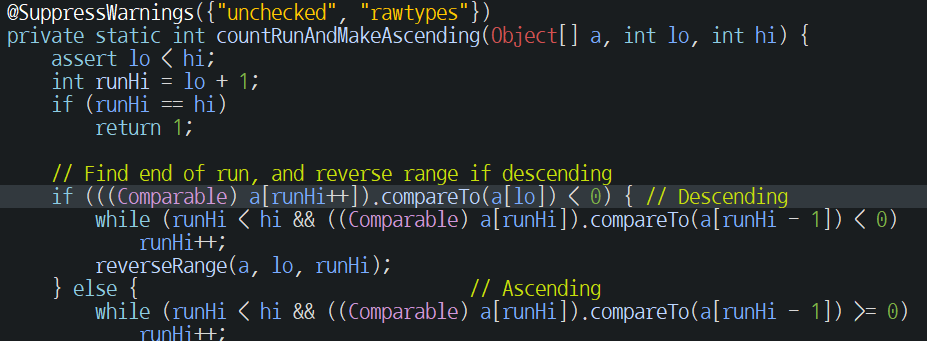 @SuppressWarnings({"unchecked", "rawtypes"})
private static int countRunAndMakeAscending(Object[] a, int lo, int hi) {
    assert lo < hi;
    int runHi = lo + 1;
    if (runHi == hi)
        return 1;

    // Find end of run, and reverse range if descending
    if (((Comparable) a[runHi++]).compareTo(a[lo]) < 0) { // Descending
        while (runHi < hi && ((Comparable) a[runHi]).compareTo(a[runHi - 1]) < 0)
            runHi++;
        reverseRange(a, lo, runHi);
    } else {                              // Ascending
        while (runHi < hi && ((Comparable) a[runHi]).compareTo(a[runHi - 1]) >= 0)
            runHi++;